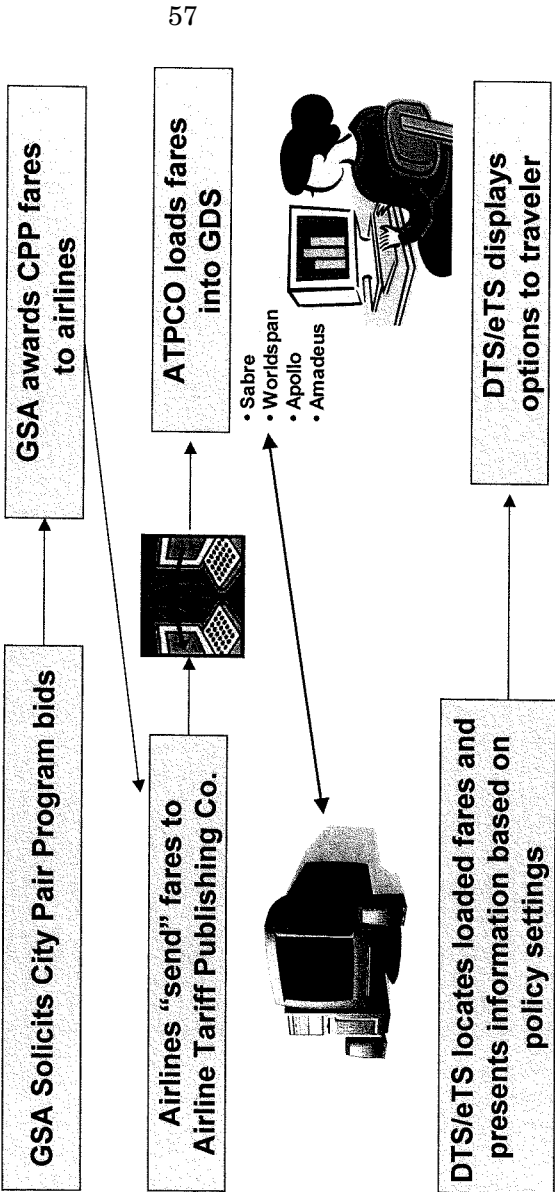 57
GSA Solicits City Pair Program bids
GSA awards CPP fares
to airlines
Airlines “send” fares to
Airline Tariff Publishing Co.
ATPCO loads fares
into GDS
• Sabre
• Worldspan
• Apollo
• Amadeus
DTS/eTS locates loaded fares and
presents information based on
policy settings
DTS/eTS displays
options to traveler